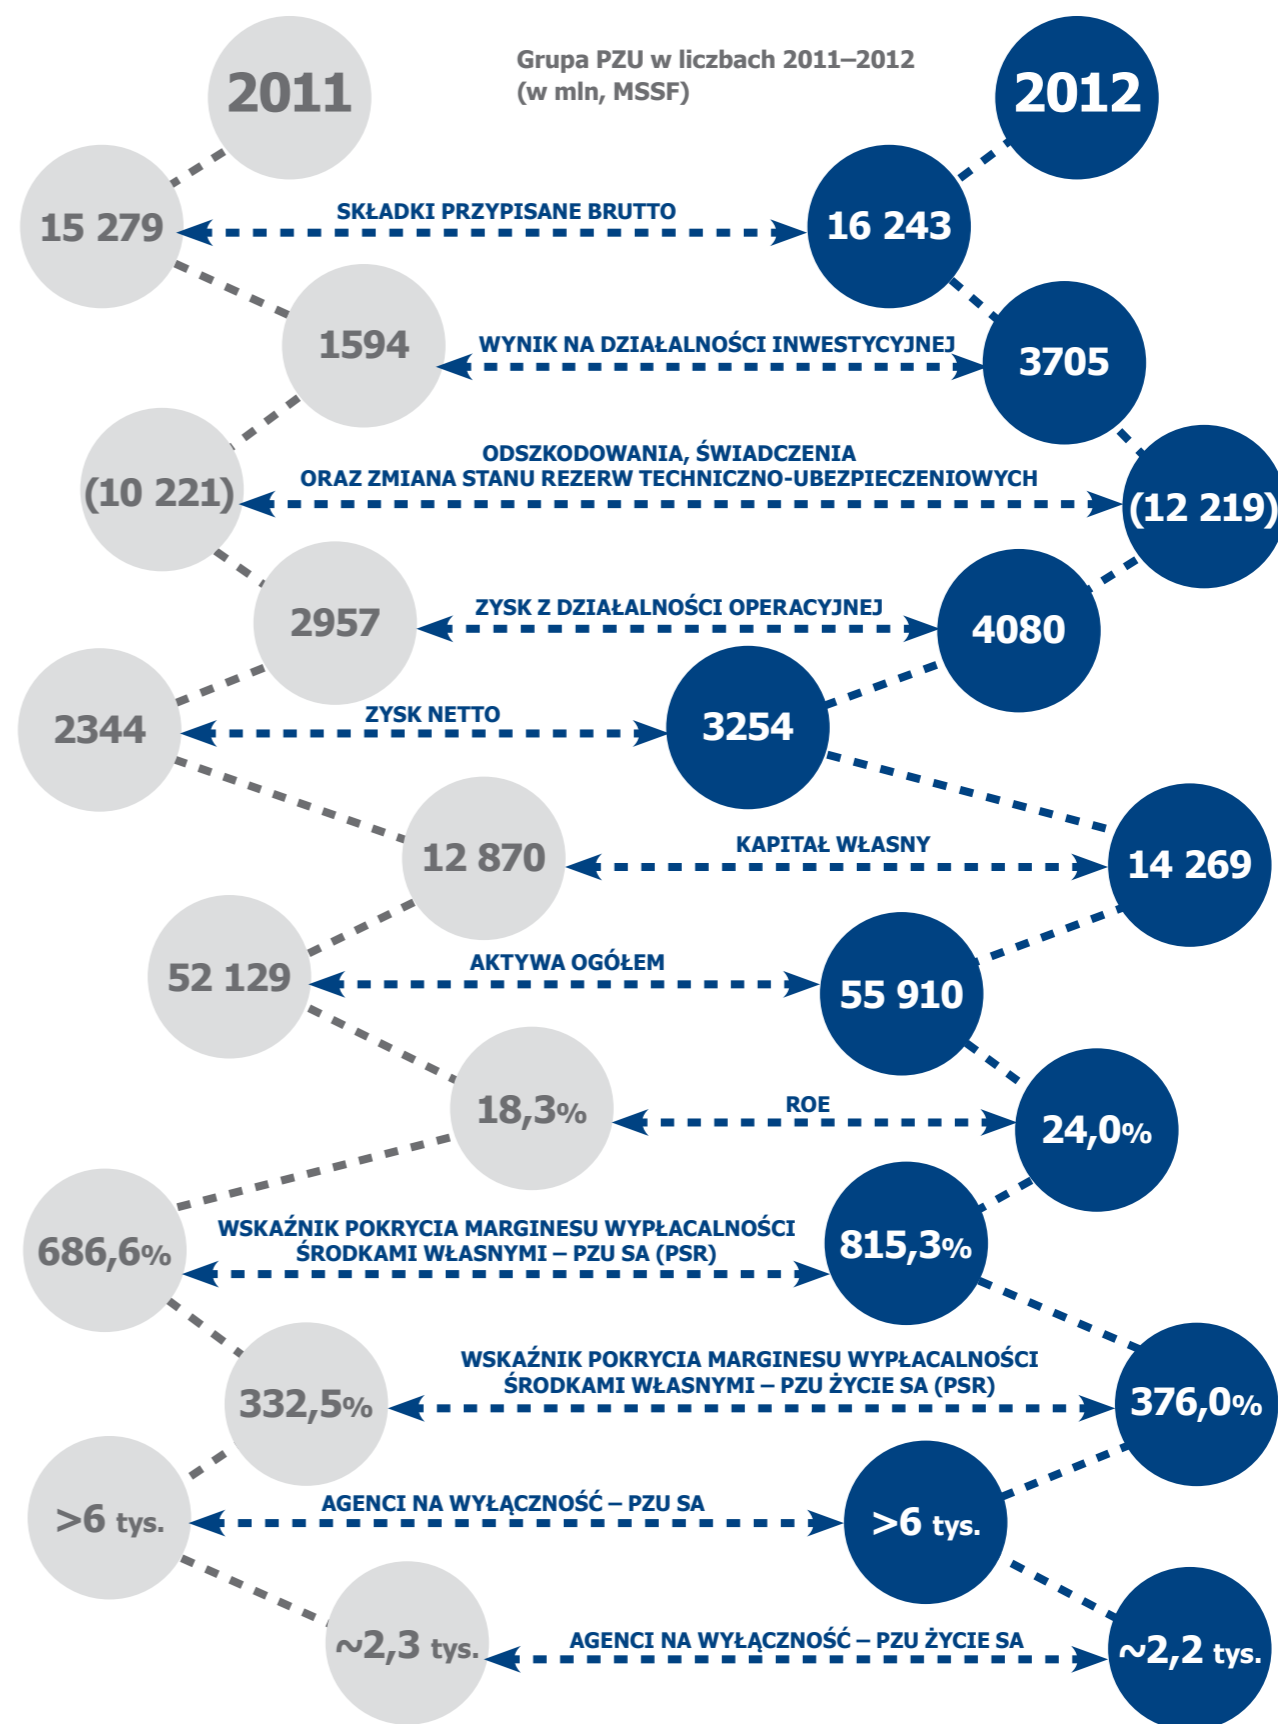 Grupa PZU w liczbach 2011–2012
(w mln, MSSF)
2011
2012
SKŁADKI PRZYPISANE BRUTTO
15 279
16 243
WYNIK NA DZIAŁALNOŚCI INWESTYCYJNEJ
1594
3705
ODSZKODOWANIA, ŚWIADCZENIA
ORAZ ZMIANA STANU REZERW TECHNICZNO-UBEZPIECZENIOWYCH
(10 221)
(12 219)
ZYSK Z DZIAŁALNOŚCI OPERACYJNEJ
2957
4080
ZYSK NETTO
2344
3254
KAPITAŁ WŁASNY
12 870
14 269
AKTYWA OGÓŁEM
52 129
55 910
ROE
18,3%
24,0%
WSKAŹNIK POKRYCIA MARGINESU WYPŁACALNOŚCI
ŚRODKAMI WŁASNYMI – PZU SA (PSR)
686,6%
815,3%
WSKAŹNIK POKRYCIA MARGINESU WYPŁACALNOŚCI
ŚRODKAMI WŁASNYMI – PZU ŻYCIE SA (PSR)
332,5%
376,0%
AGENCI NA WYŁĄCZNOŚĆ – PZU SA
>6 tys.
>6 tys.
AGENCI NA WYŁĄCZNOŚĆ – PZU ŻYCIE SA
~2,3 tys.
~2,2 tys.